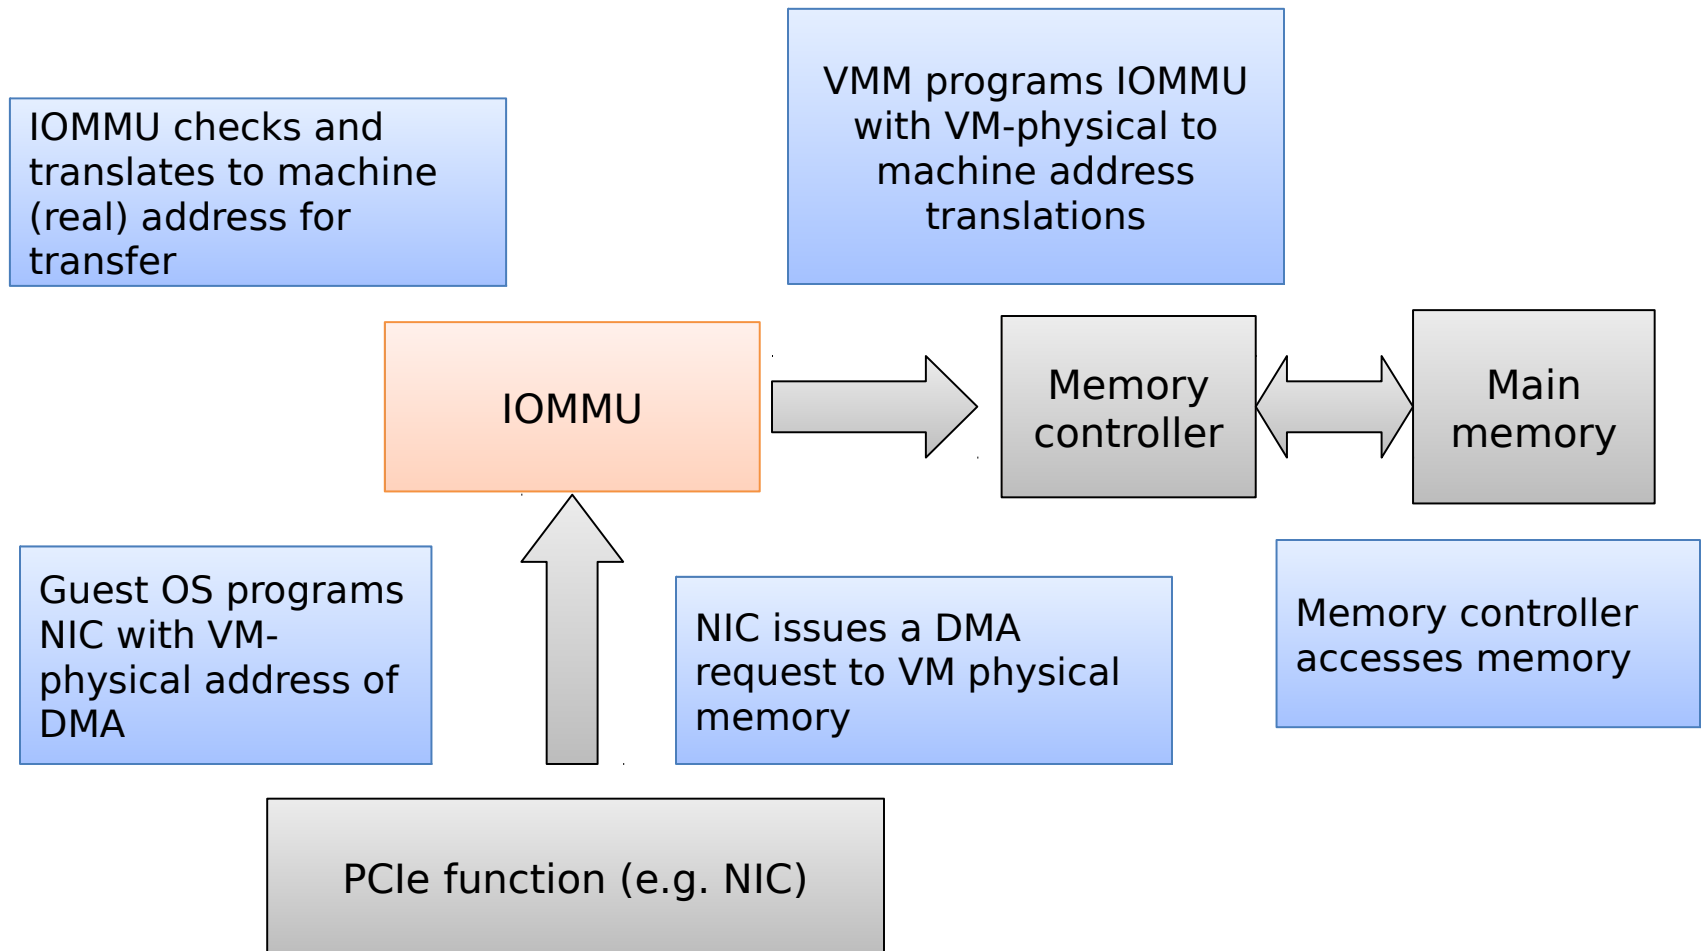 VMM programs IOMMU
with VM-physical to
machine address
translations
IOMMU checks and
translates to machine
(real) address for
transfer
IOMMU
Memory
controller
Main
memory
Guest OS programs
NIC with VM-
physical address of
DMA
NIC issues a DMA
request to VM physical
memory
Memory controller
accesses memory
PCIe function (e.g. NIC)